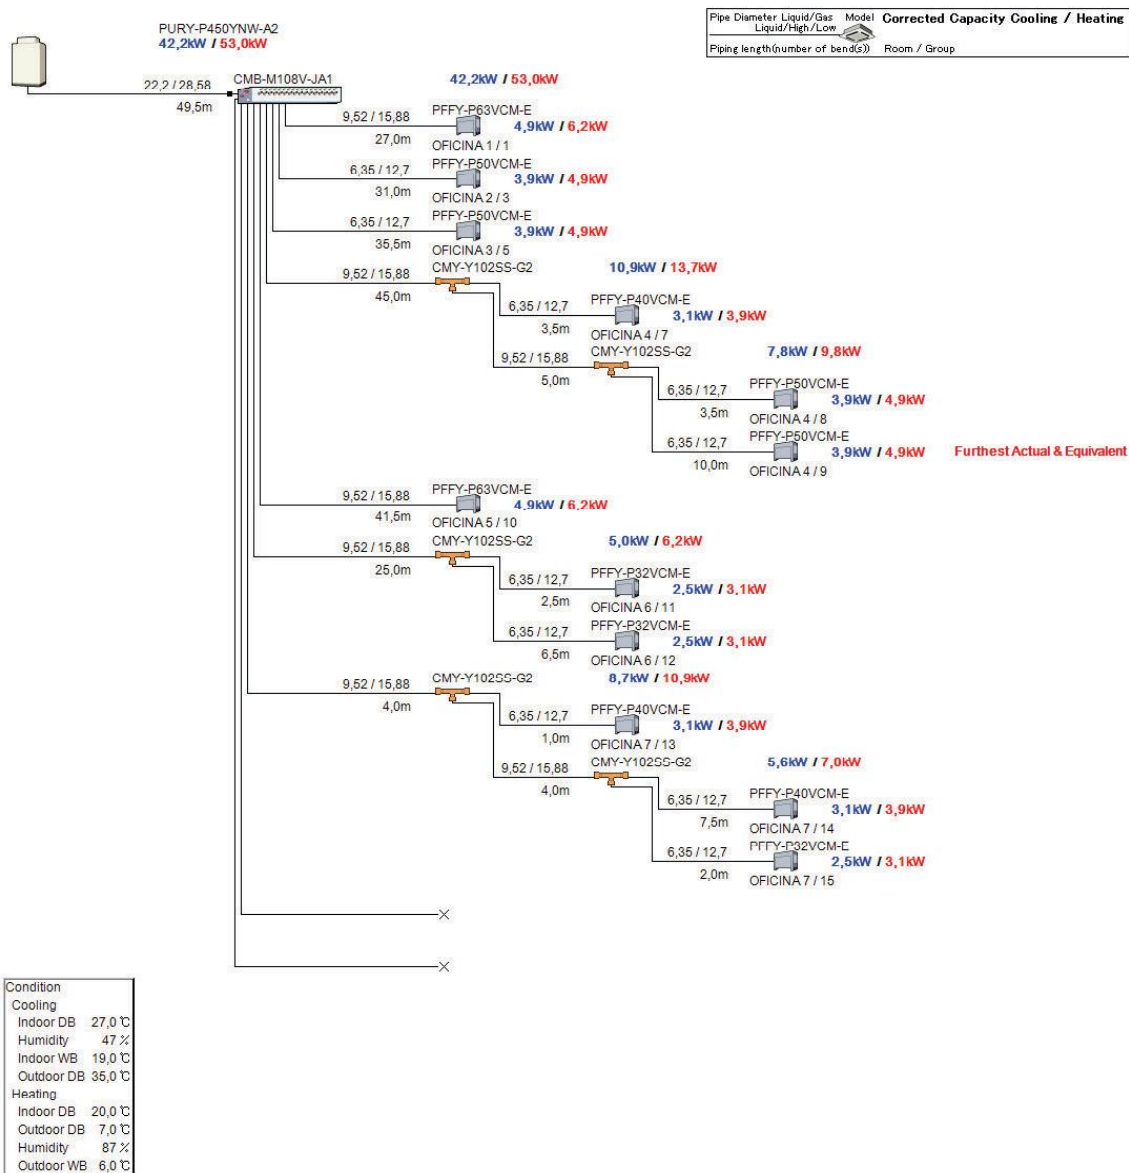 Pipe Diameter Liquid/Gas Model Corrected Capacity Cooling / Heating
Liquid/High/Low
Piping length(number of bend(s)) Room / Group
PURY-P450YNW-A2
42,2kW / 53,0kW
22,2 / 28,58
49,5m
CMB-M108V-JA1
42,2kW / 53,0kW
9,52 / 15,88
27,0m
PFFY-P63VCM-E
4,9kW / 6,2kW
OFICINA 1 / 1
6,35 / 12,7
31,0m
PFFY-P50VCM-E
3,9kW / 4,9kW
OFICINA 2 / 3
6,35 / 12,7
35,5m
PFFY-P50VCM-E
3,9kW / 4,9kW
OFICINA 3 / 5
9,52 / 15,88
45,0m
CMY-Y102SS-G2
10,9kW / 13,7kW
6,35 / 12,7
3,5m
PFFY-P40VCM-E
3,1kW / 3,9kW
OFICINA 4 / 7
9,52 / 15,88
5,0m
CMY-Y102SS-G2
7,8kW / 9,8kW
6,35 / 12,7
3,5m
PFFY-P50VCM-E
3,9kW / 4,9kW
OFICINA 4 / 8
6,35 / 12,7
10,0m
PFFY-P50VCM-E
3,9kW / 4,9kW
OFICINA 4 / 9
Furthest Actual & Equivalent
9,52 / 15,88
41,5m
PFFY-P63VCM-E
4,9kW / 6,2kW
OFICINA 5 / 10
9,52 / 15,88
25,0m
CMY-Y102SS-G2
5,0kW / 6,2kW
6,35 / 12,7
2,5m
PFFY-P32VCM-E
2,5kW / 3,1kW
OFICINA 6 / 11
6,35 / 12,7
6,5m
PFFY-P32VCM-E
2,5kW / 3,1kW
OFICINA 6 / 12
9,52 / 15,88
4,0m
CMY-Y102SS-G2
8,7kW / 10,9kW
6,35 / 12,7
1,0m
PFFY-P40VCM-E
3,1kW / 3,9kW
OFICINA 7 / 13
9,52 / 15,88
4,0m
CMY-Y102SS-G2
5,6kW / 7,0kW
6,35 / 12,7
7,5m
PFFY-P40VCM-E
3,1kW / 3,9kW
OFICINA 7 / 14
6,35 / 12,7
2,0m
PFFY-P32VCM-E
2,5kW / 3,1kW
OFICINA 7 / 15
Condition
Cooling
Indoor DB 27,0 ℃
Humidity 47 %
Indoor WB 19,0 ℃
Outdoor DB 35,0 ℃
Heating
Indoor DB 20,0 ℃
Outdoor DB 7,0 ℃
Humidity 87 %
Outdoor WB 6,0 ℃